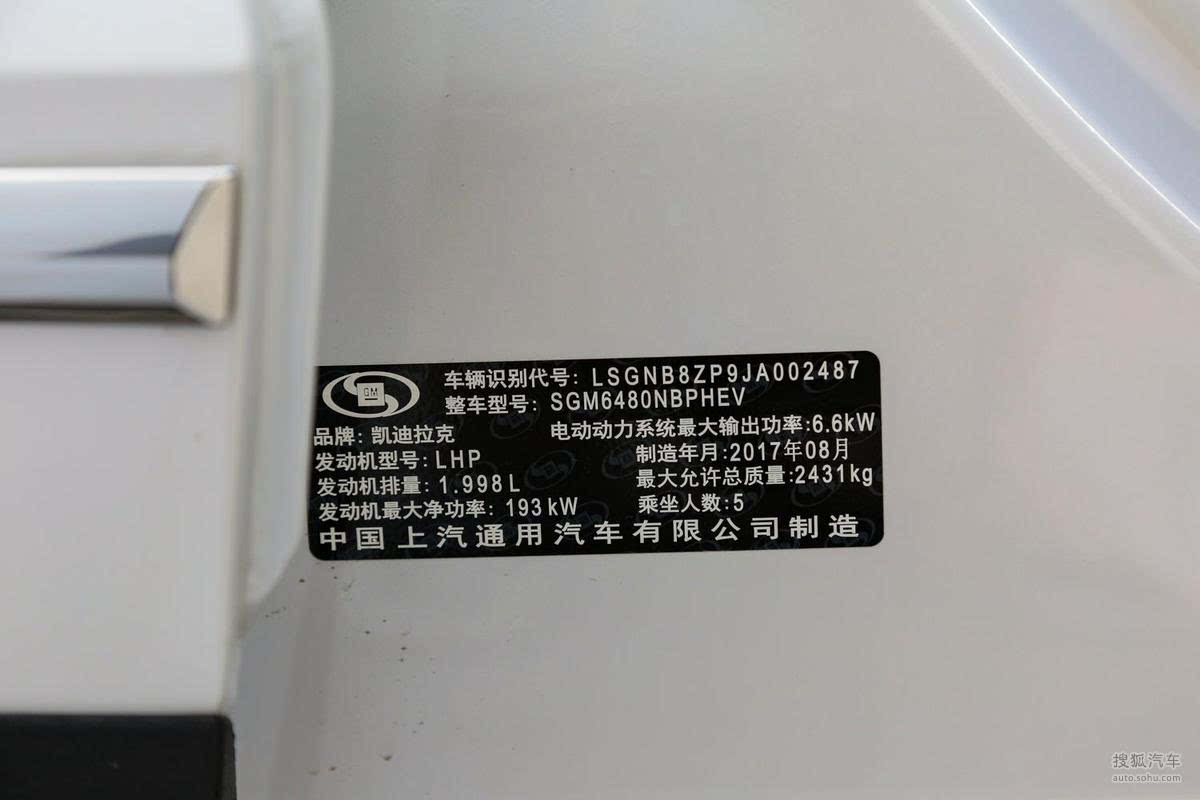 GM
车辆识别代号: LSGNB8ZP9JA002487
整车型号: SGM6480NBPHEV
品牌: 凯迪拉克 电动动力系统最大输出功率:6.6kW
发动机型号: LHP 制造年月:2017年08月
发动机排量: 1.998L 最大允许总质量:2431kg
发动机最大净功率: 193kW 乘坐人数:5
中国上汽通用汽车有限公司制造
搜狐汽车
auto.sohu.com